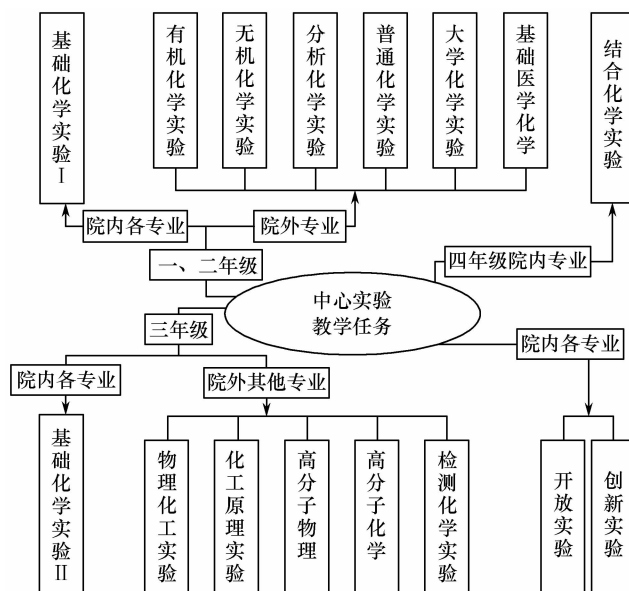 基础化学实验Ⅰ
有机化学实验
无机化学实验
分析化学实验
普通化学实验
大学化学实验
基础医学化学
结合化学实验
院内各专业
院外专业
一、二年级
四年级院内专业
中心实验
教学任务
三年级
院内各专业
院内各专业
院外其他专业
基础化学实验Ⅱ
物理化工实验
化工原理实验
高分子物理
高分子化学
检测化学实验
开放实验
创新实验